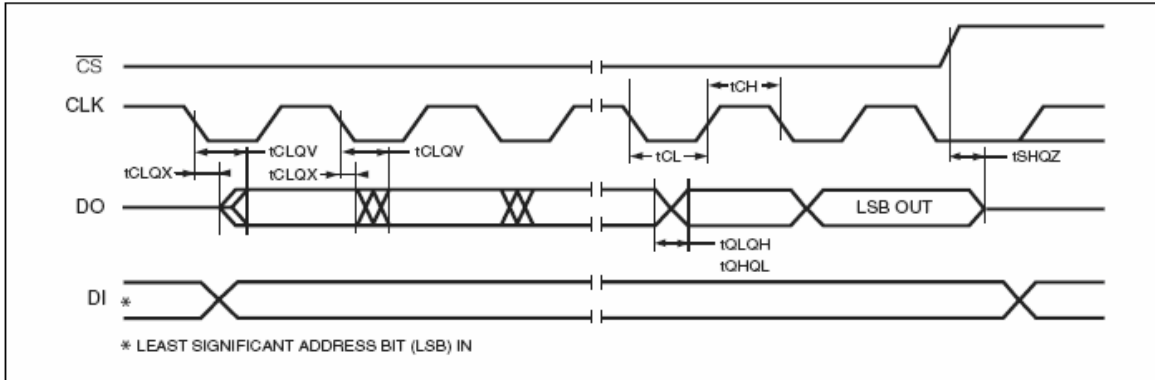 CS
CLK
tCH
tCLQV
tCLQV
tCL
tSHQZ
tCLQX
tCLQX
DO
LSB OUT
tQLQH
tQHQL
DI *
* LEAST SIGNIFICANT ADDRESS BIT (LSB) IN